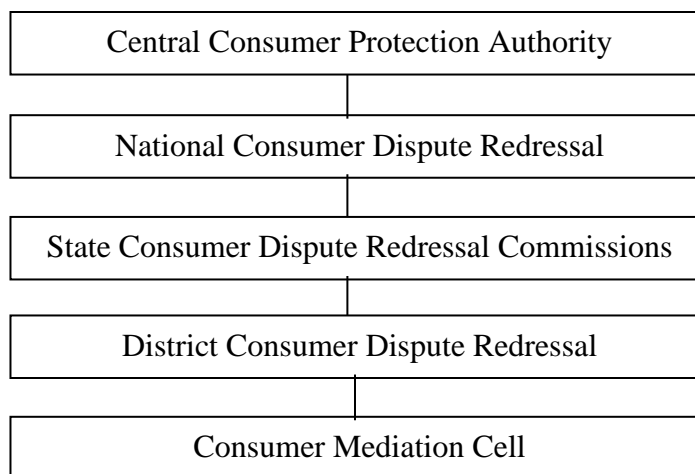 Central Consumer Protection Authority
National Consumer Dispute Redressal
State Consumer Dispute Redressal Commissions
District Consumer Dispute Redressal
Consumer Mediation Cell